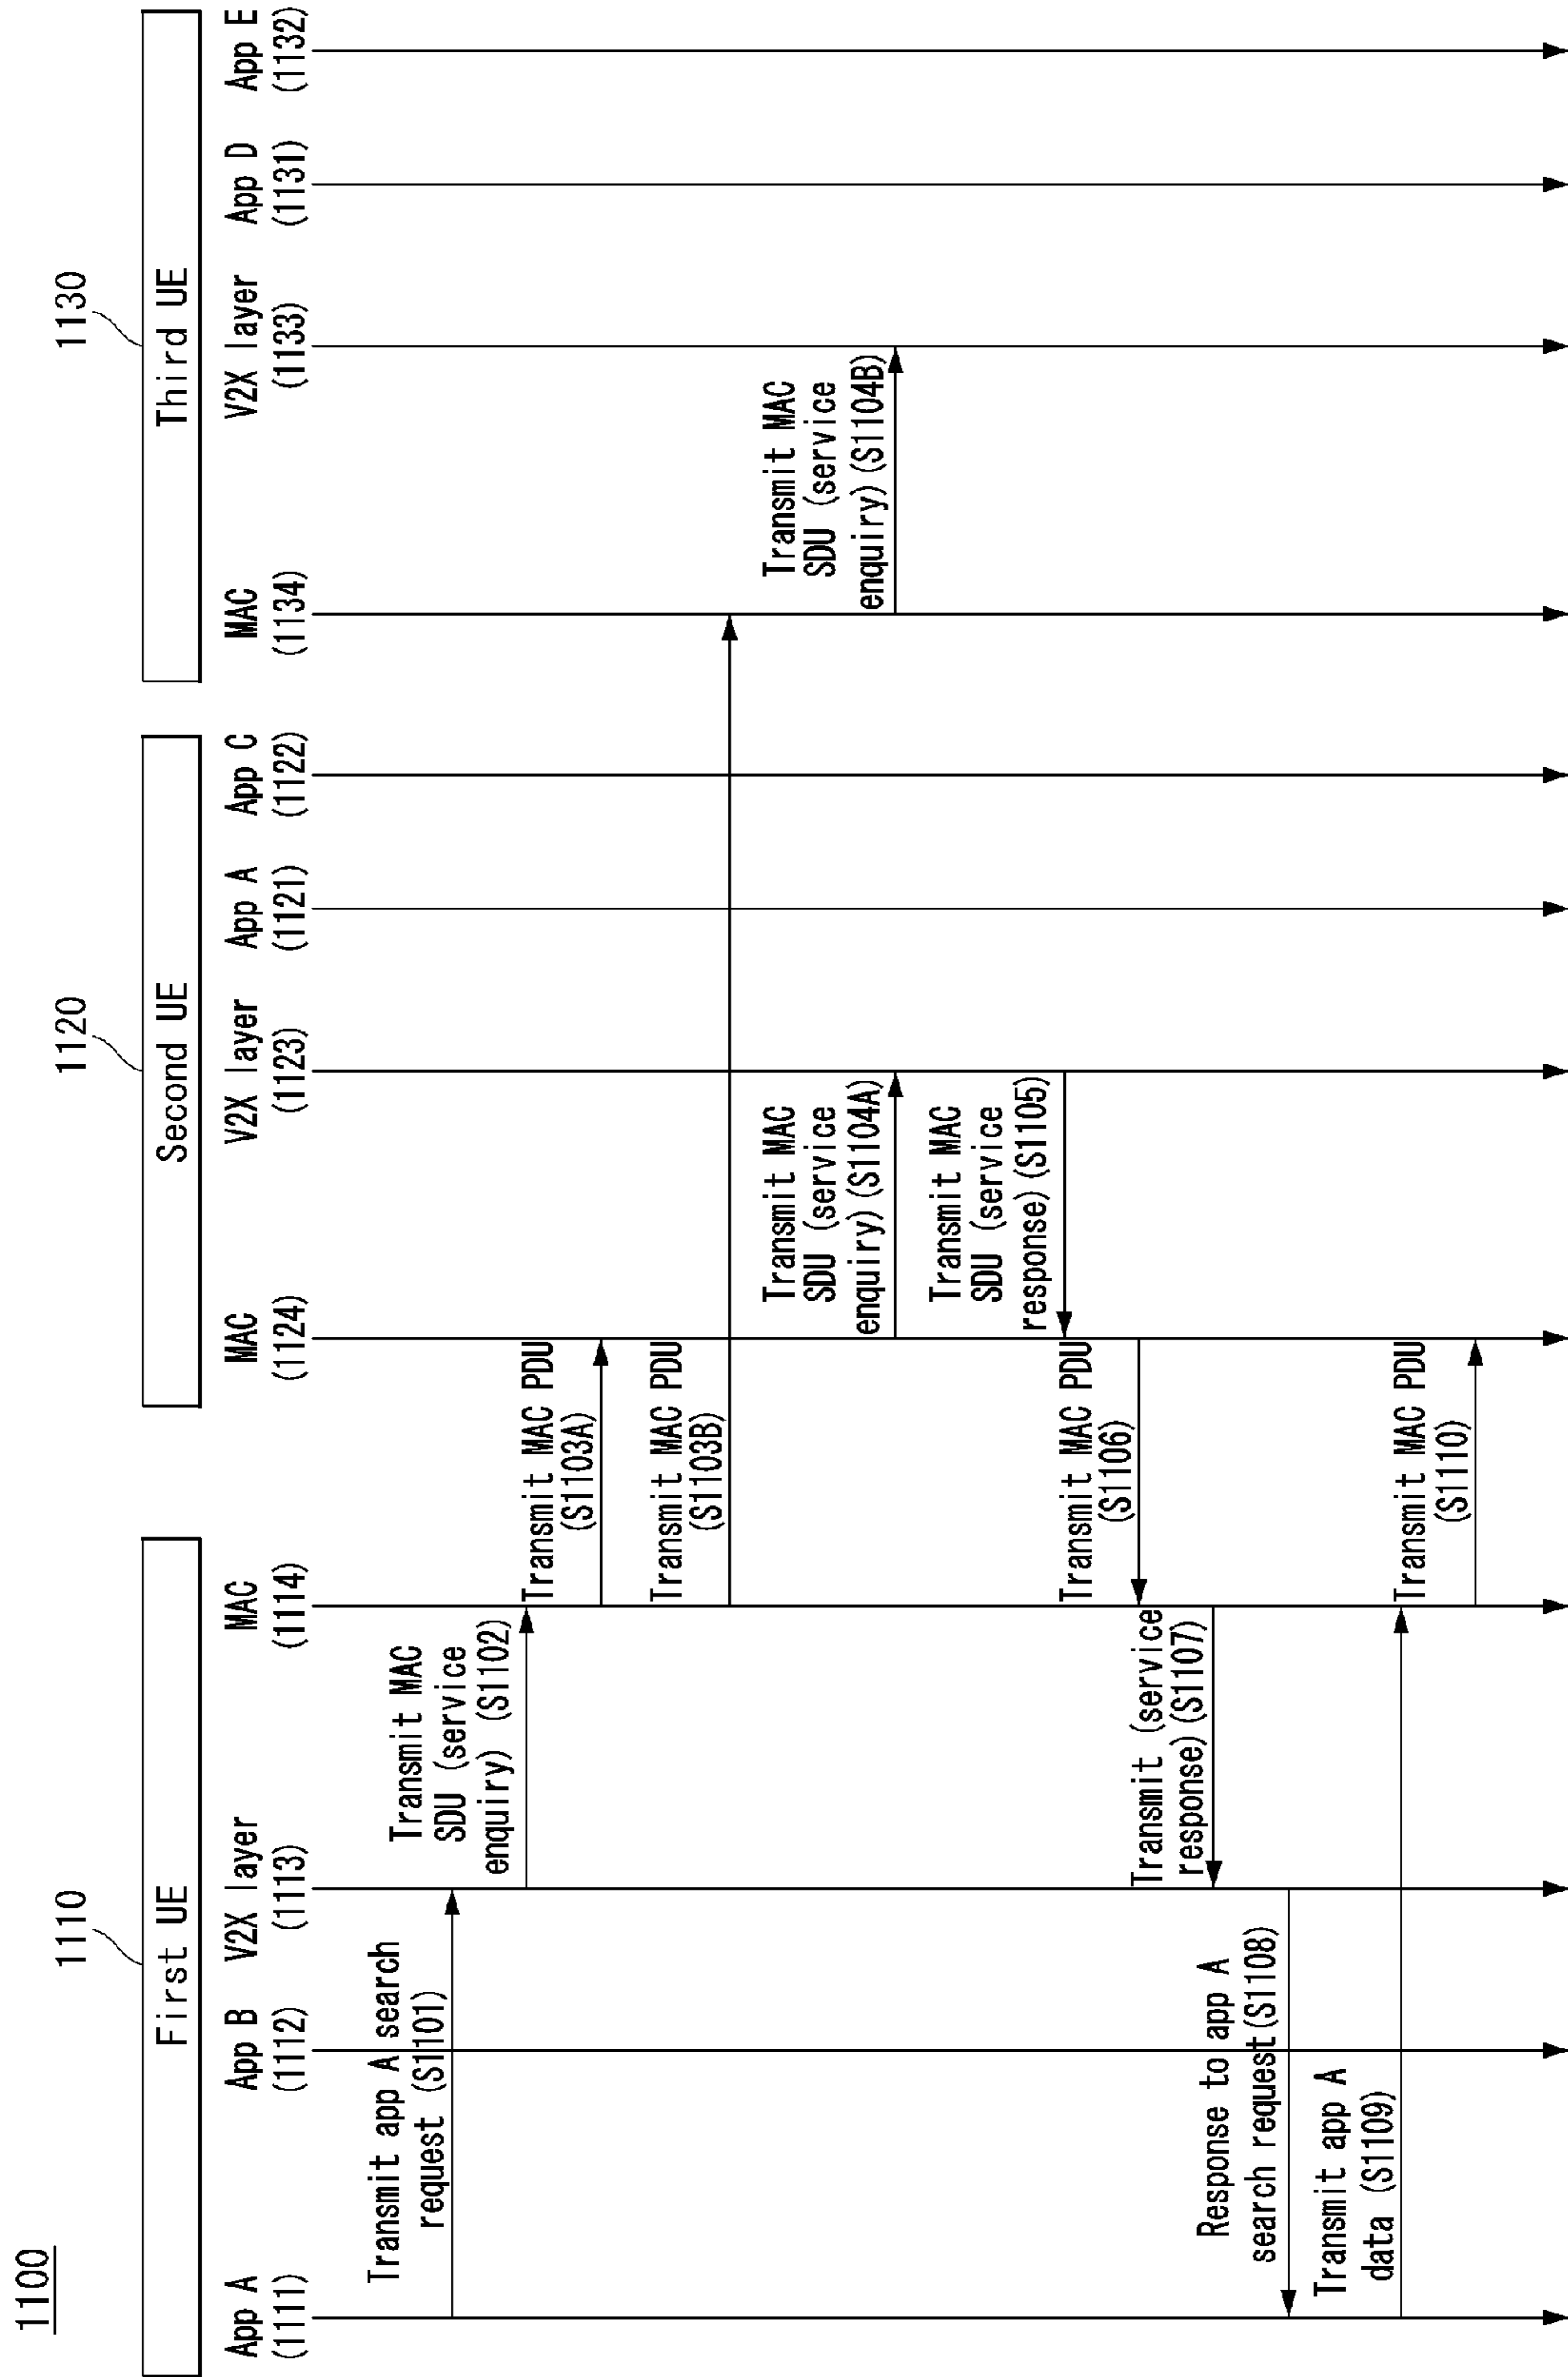 1100
1110
First UE
1120
Second UE
1130
Third UE
App A
(1111)
App B
(1112)
V2X layer
(1113)
MAC
(1114)
MAC
(1124)
V2X layer
(1123)
App A
(1121)
App C
(1122)
MAC
(1134)
V2X layer
(1133)
App D
(1131)
App E
(1132)
Transmit app A search
request (S1101)
Transmit MAC
SDU (service
enquiry) (S1102)
Transmit MAC PDU
(S1103A)
Transmit MAC PDU
(S1103B)
Transmit MAC
SDU (service
enquiry) (S1104A)
Transmit MAC
SDU (service
enquiry) (S1104B)
Transmit MAC
SDU (service
response) (S1105)
Transmit MAC PDU
(S1106)
Transmit (service
response) (S1107)
Response to app A
search request(S1108)
Transmit app A
data (S1109)
Transmit MAC PDU
(S1110)